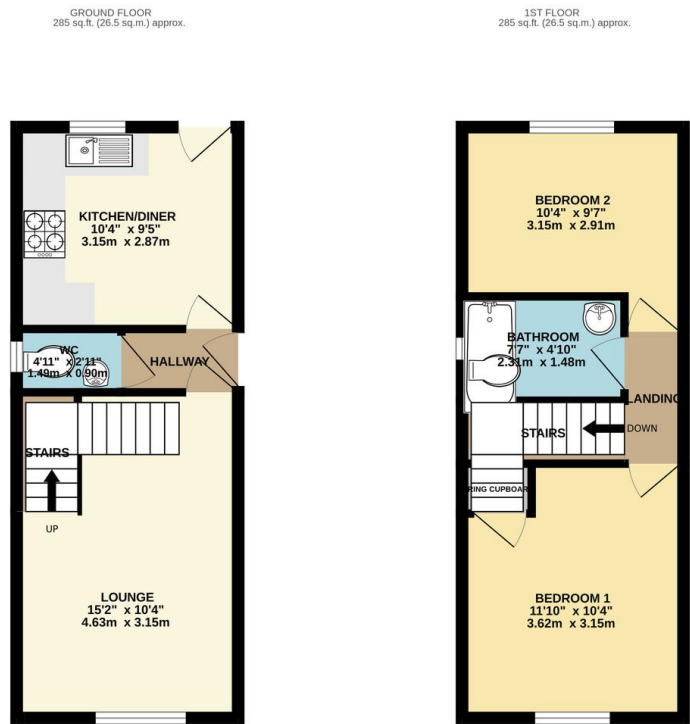 GROUND FLOOR
285 sq.ft. (26.5 sq.m.) approx.
1ST FLOOR
285 sq.ft. (26.5 sq.m.) approx.
KITCHEN/DINER
10'4" x 9'5"
3.15m x 2.87m
WC
4'11" x 2'11"
1.49m x 0.90m
HALLWAY
STAIRS
UP
LOUNGE
15'2" x 10'4"
4.63m x 3.15m
BEDROOM 2
10'4" x 9'7"
3.15m x 2.91m
BATHROOM
7'7" x 4'10"
2.31m x 1.48m
LANDING
STAIRS
DOWN
RING CUPBOAR
BEDROOM 1
11'10" x 10'4"
3.62m x 3.15m